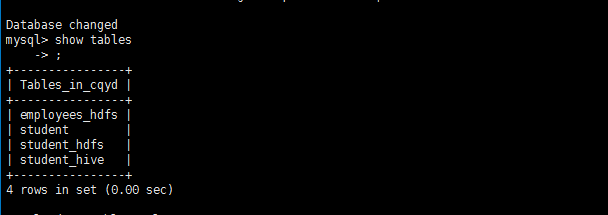 Database changed
mysql> show tables
    -> ;
+----------------+
| Tables_in_cqyd |
+----------------+
| employees_hdfs |
| student        |
| student_hdfs   |
| student_hive   |
+----------------+
4 rows in set (0.00 sec)